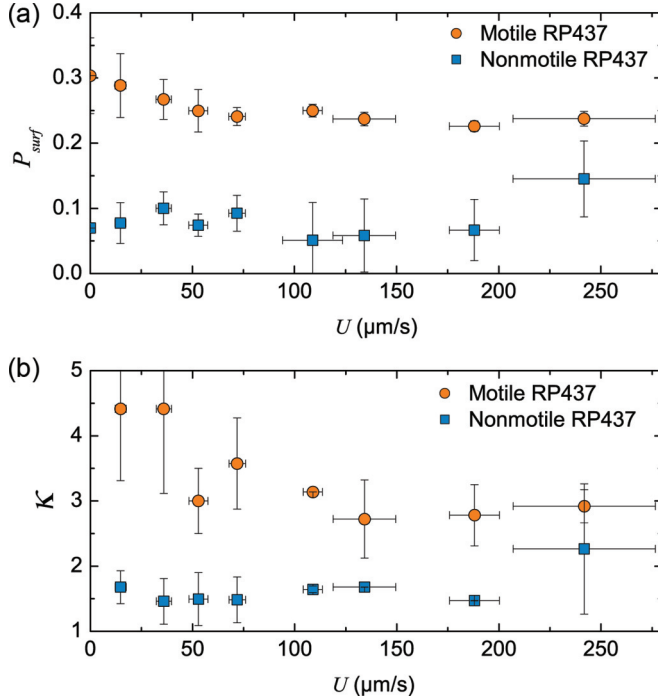 (a)
0.4
Motile RP437
Nonmotile RP437
0.3
P_surf
0.2
0.1
0.0
0 50 100 150 200 250
U (μm/s)
(b)
5
Motile RP437
Nonmotile RP437
4
κ
3
2
1
0 50 100 150 200 250
U (μm/s)